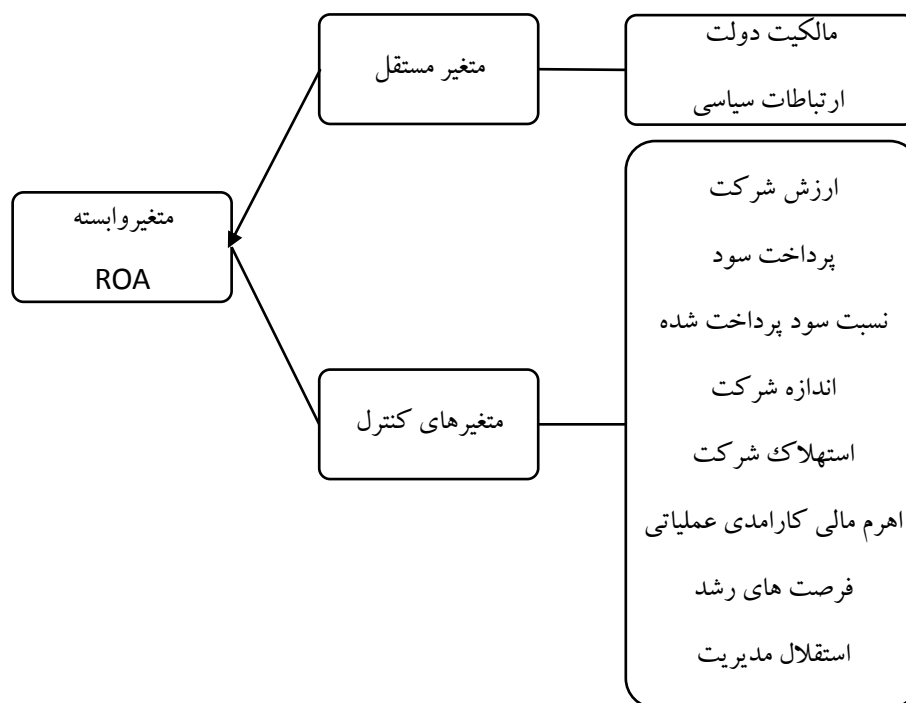 مالکیت دولت
ارتباطات سیاسی
متغیر مستقل
ارزش شرکت
پرداخت سود
نسبت سود پرداخت شده
اندازه شرکت
استهلاک شرکت
اهرم مالی کارامدی عملیاتی
فرصت های رشد
استقلال مدیریت
متغیرهای کنترل
متغیروابسته
ROA